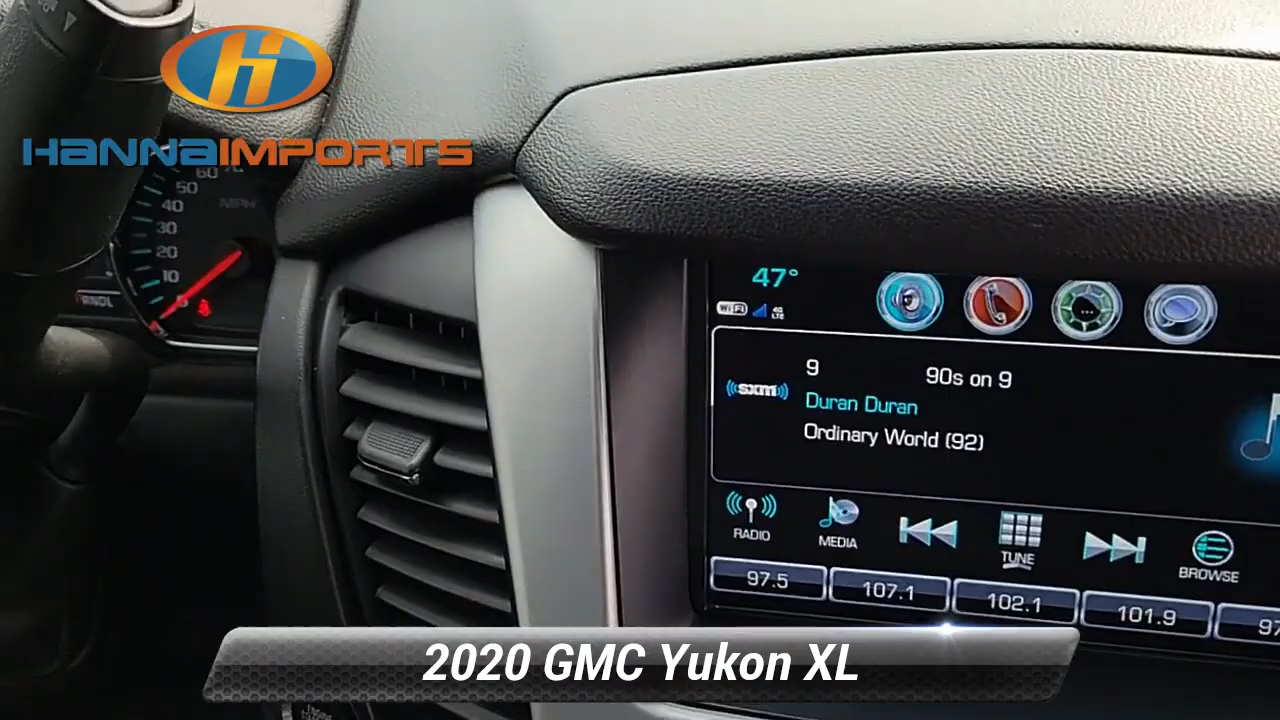 HANNAIMPORTS
60
50
40
30
20
10
MPH
PRNDL
47°
WiFi 4G LTE
9 90s on 9
sxm
Duran Duran
Ordinary World (92)
RADIO MEDIA TUNE BROWSE
97.5 107.1 102.1 101.9 97
2020 GMC Yukon XL